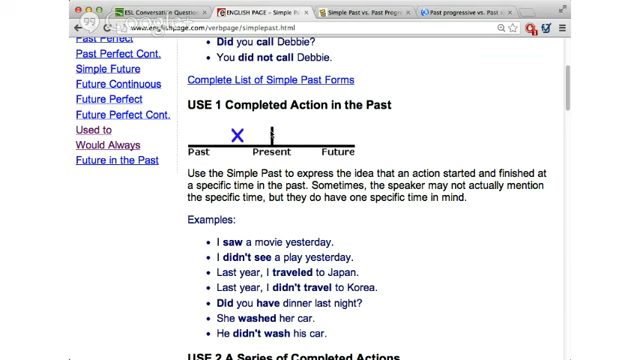 ESL Conversation Question
ENGLISH PAGE - Simple Pa
Simple Past vs. Past Progre
Past progressive vs. Past s
www.englishpage.com/verbpage/simplepast.html
Past Perfect
Past Perfect Cont.
Simple Future
Future Continuous
Future Perfect
Future Perfect Cont.
Used to
Would Always
Future in the Past
Did you call Debbie?
You did not call Debbie.
Complete List of Simple Past Forms
USE 1 Completed Action in the Past
Past Present Future
Use the Simple Past to express the idea that an action started and finished at
a specific time in the past. Sometimes, the speaker may not actually mention
the specific time, but they do have one specific time in mind.
Examples:
I saw a movie yesterday.
I didn't see a play yesterday.
Last year, I traveled to Japan.
Last year, I didn't travel to Korea.
Did you have dinner last night?
She washed her car.
He didn't wash his car.
USE 2 A Series of Completed Actions